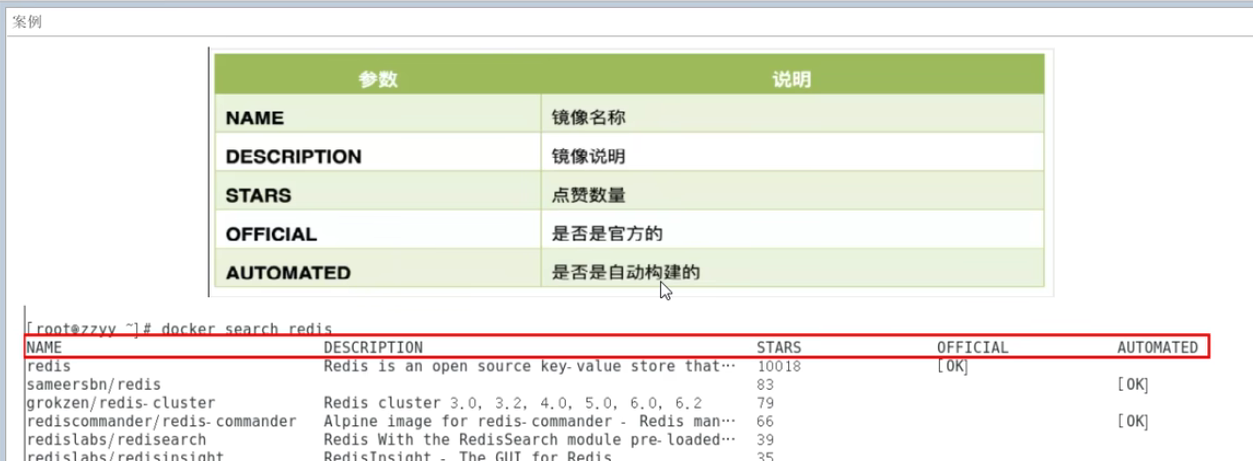 案例
参数 说明
NAME 镜像名称
DESCRIPTION 镜像说明
STARS 点赞数量
OFFICIAL 是否是官方的
AUTOMATED 是否是自动构建的
[root@zzyy ~]# docker search redis
NAME DESCRIPTION STARS OFFICIAL AUTOMATED
redis Redis is an open source key-value store that… 10018 [OK]
sameersbn/redis 83 [OK]
grokzen/redis-cluster Redis cluster 3.0, 3.2, 4.0, 5.0, 6.0, 6.2 79
rediscommander/redis-commander Alpine image for redis-commander - Redis man… 66 [OK]
redislabs/redisearch Redis With the RedisSearch module pre-loaded… 39
redislabs/redisinsight RedisInsight - The GUI for Redis 35